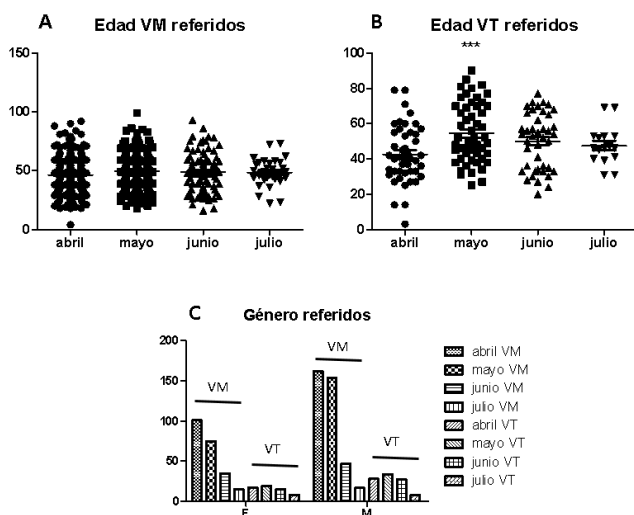 A
Edad VM referidos
150
100
50
0
abril
mayo
junio
julio
B
Edad VT referidos
***
100
80
60
40
20
0
abril
mayo
junio
julio
C
Género referidos
200
150
100
50
0
VM
VT
VM
VT
F
M
abril VM
mayo VM
junio VM
julio VM
abril VT
mayo VT
junio VT
julio VT